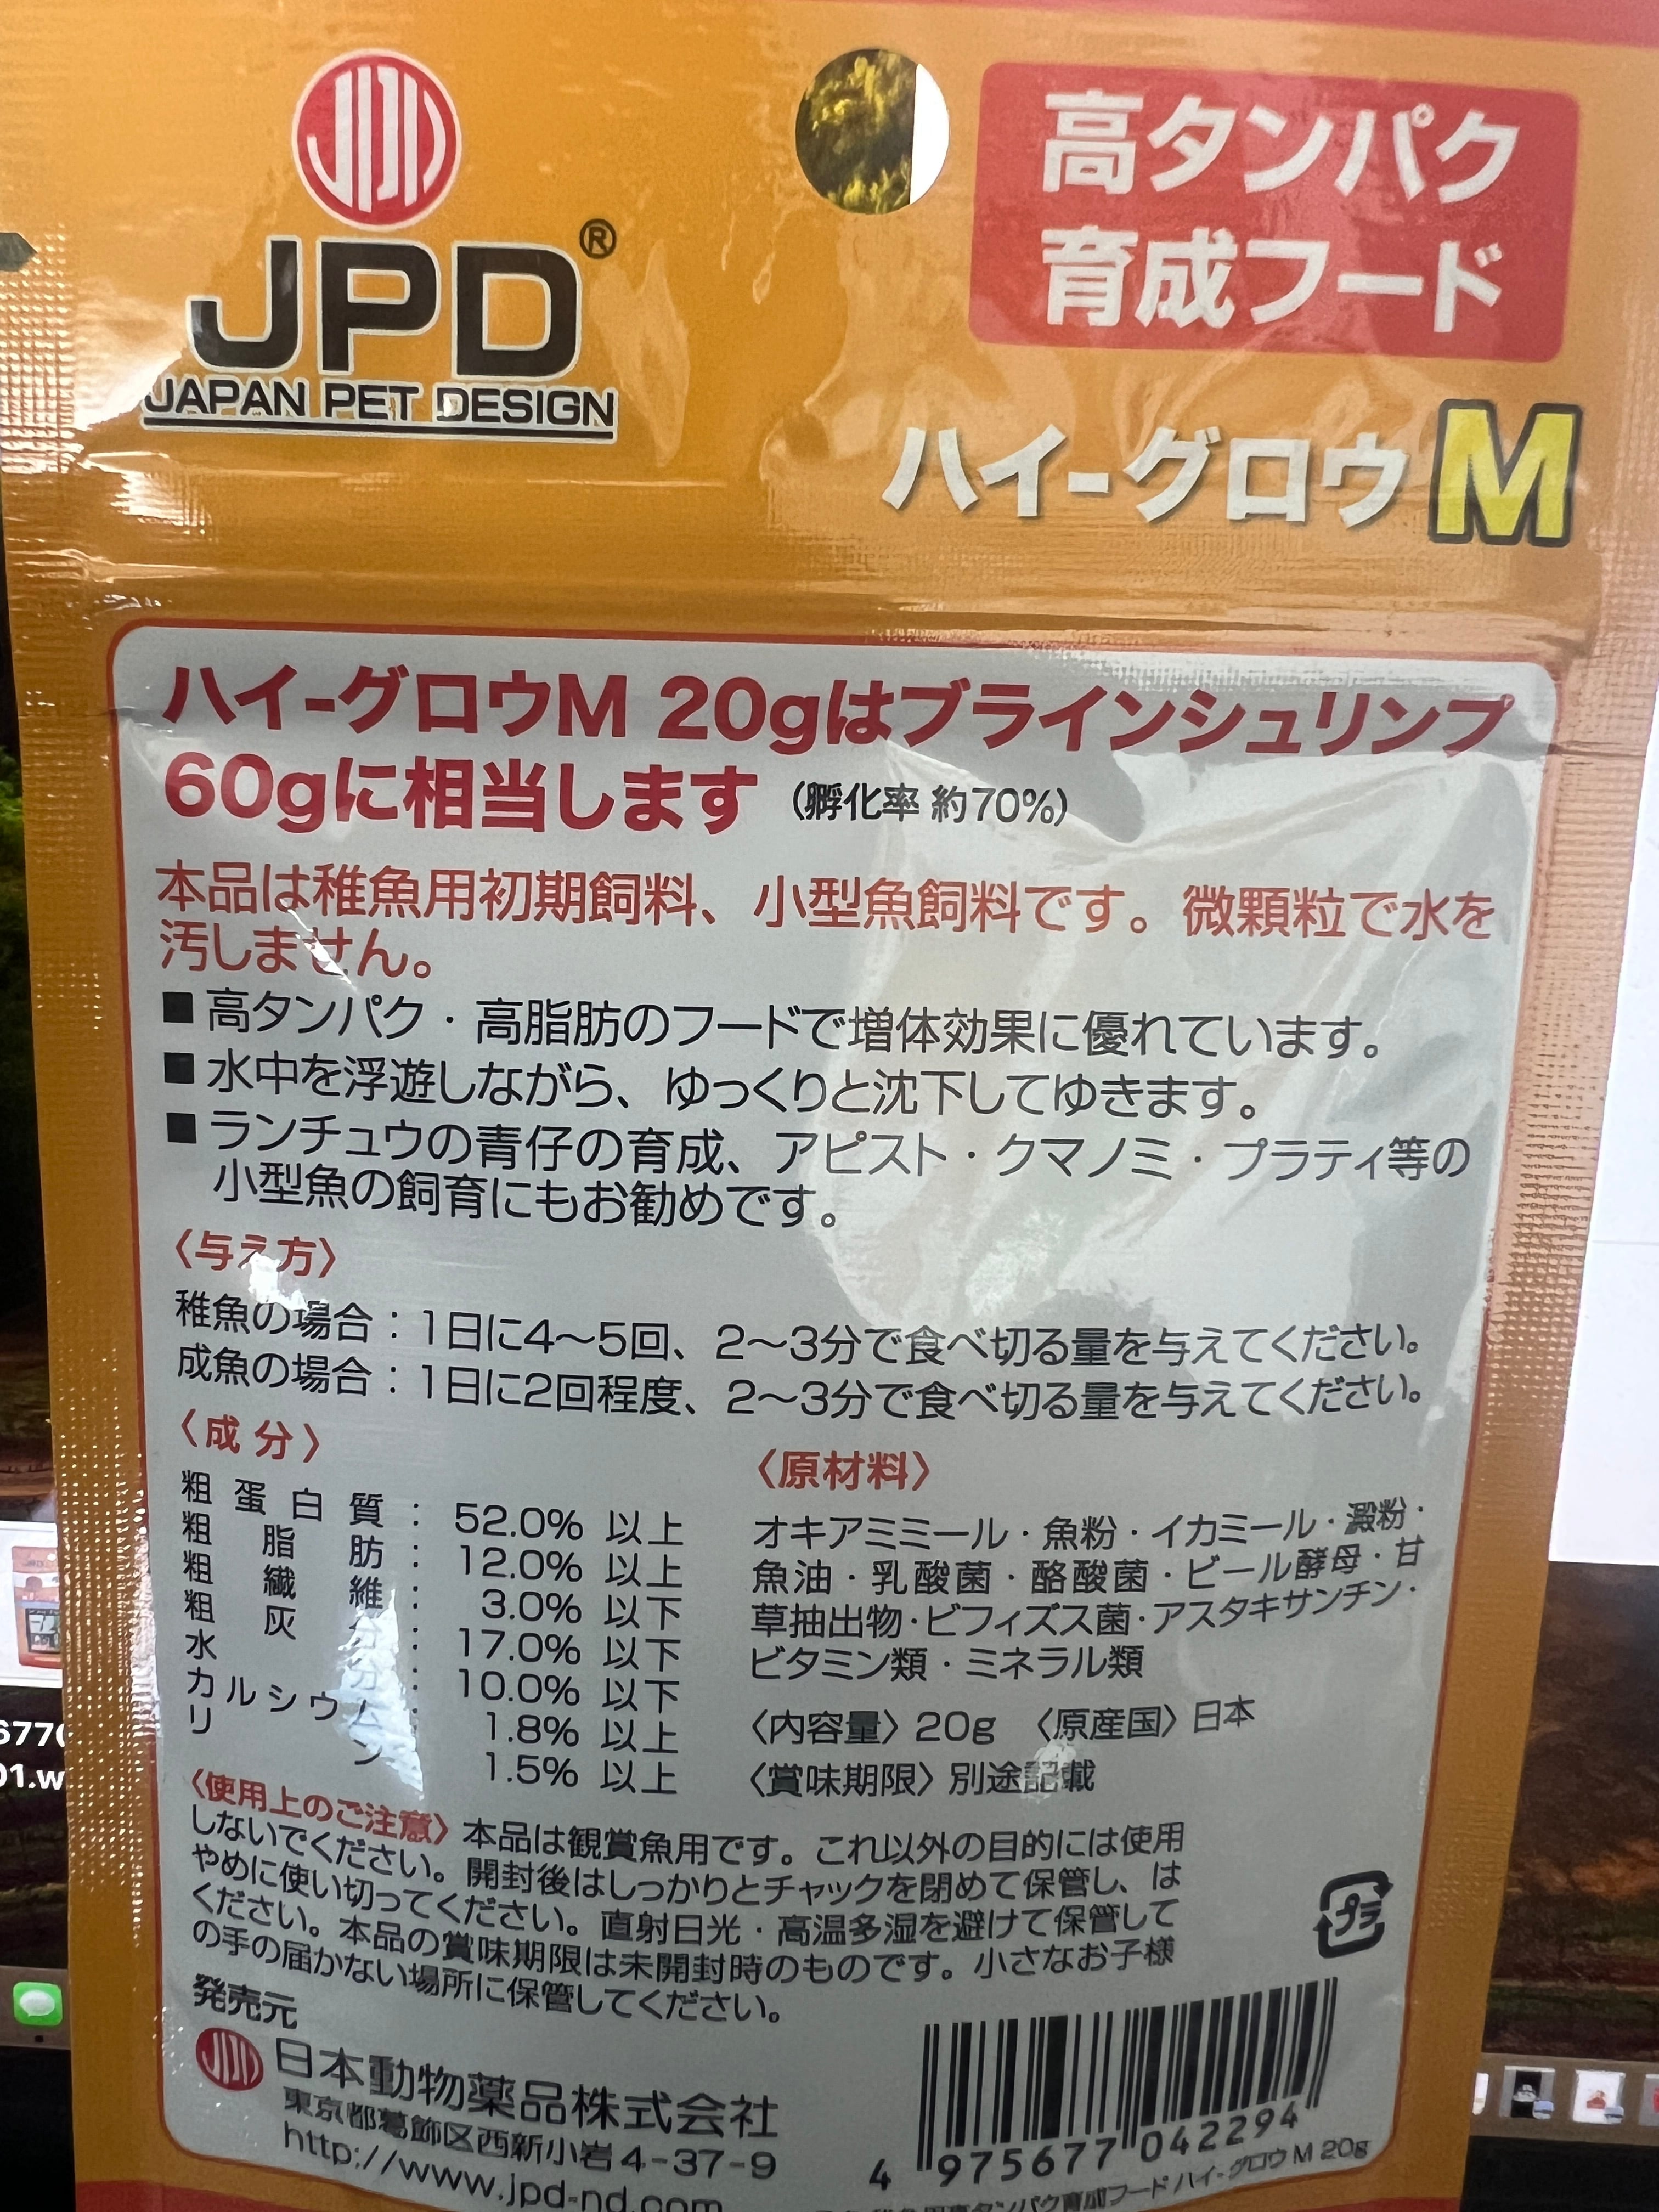 JPD®
JAPAN PET DESIGN
高タンパク
育成フード
ハイ-グロウM
ハイ-グロウM 20gはブラインシュリンプ
60gに相当します（孵化率 約70%）
本品は稚魚用初期飼料、小型魚飼料です。微顆粒で水を
汚しません。
■高タンパク・高脂肪のフードで増体効果に優れています。
■水中を浮遊しながら、ゆっくりと沈下してゆきます。
■ランチュウの青仔の育成、アピスト・クマノミ・プラティ等の
小型魚の飼育にもお勧めです。
〈与え方〉
稚魚の場合：1日に4〜5回、2〜3分で食べ切る量を与えてください。
成魚の場合：1日に2回程度、2〜3分で食べ切る量を与えてください。
〈成分〉
粗蛋白質：52.0% 以上
粗脂肪：12.0% 以上
粗繊維：3.0% 以下
粗灰分：17.0% 以下
水分：10.0% 以下
カルシウム：1.8% 以上
リン 1.5% 以上
〈原材料〉
オキアミミール・魚粉・イカミール・澱粉・
魚油・乳酸菌・酪酸菌・ビール酵母・甘
草抽出物・ビフィズス菌・アスタキサンチン・
ビタミン類・ミネラル類
〈内容量〉20g 〈原産国〉日本
〈賞味期限〉別途記載
〈使用上のご注意〉本品は観賞魚用です。これ以外の目的には使用
しないでください。開封後はしっかりとチャックを閉めて保管し、は
やめに使い切ってください。直射日光・高温多湿を避けて保管して
ください。本品の賞味期限は未開封時のものです。小さなお子様
の手の届かない場所に保管してください。
プラ
発売元
日本動物薬品株式会社
東京都葛飾区西新小岩4-37-9
http://www.jpd-nd.com
4 975677 042294
高タンパク育成フード ハイ-グロウM 20g